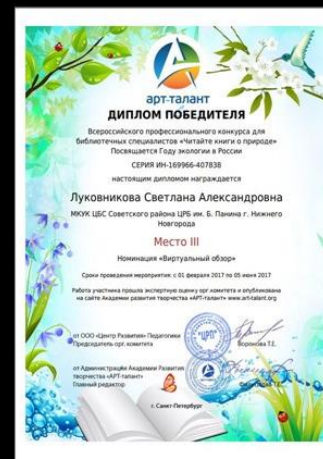 арт-талант
ДИПЛОМ ПОБЕДИТЕЛЯ
Всероссийского профессионального конкурса для
библиотечных специалистов «Читайте книги о природе»
Посвящается Году экологии в России
СЕРИЯ ИН-169966-407838
настоящим дипломом награждается
Луковникова Светлана Александровна
МКУК ЦБС Советского района ЦРБ им. Б. Панина г. Нижнего
Новгорода
Место III
Номинация «Виртуальный обзор»
Сроки проведения мероприятия: с 01 февраля 2017 по 05 июня 2017
Работа участника прошла экспертную оценку орг комитета и опубликована
на сайте Академии развития творчества «АРТ-талант» www.art-talant.org
от ООО «Центр Развития» Педагогики
Председатель орг. комитета
"ЦРП"
Воронова Т.Е.
от Администрации Академии Развития
творчества «АРТ-талант»
Главный редактор
г. Санкт-Петербург